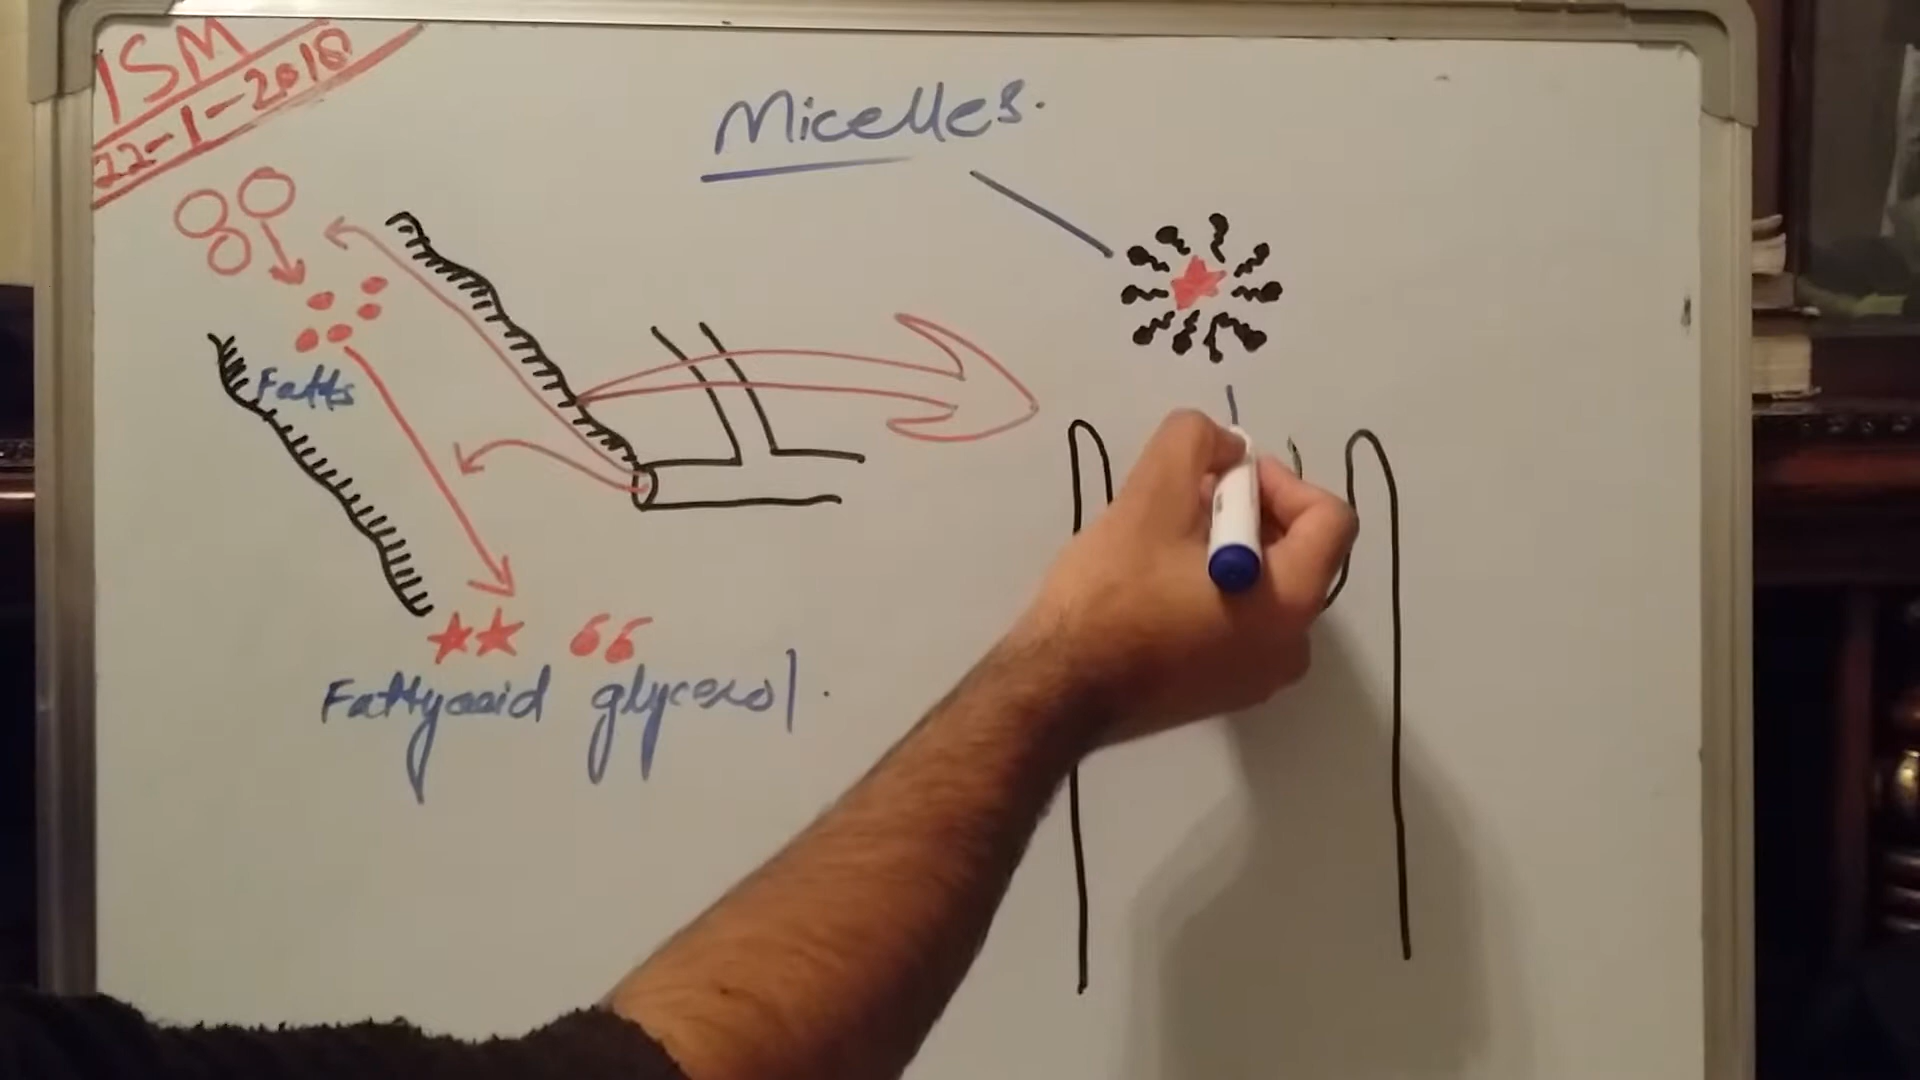 ISM
22-1-2018
Micelles.
Fatts
Fattyacid glycerol.